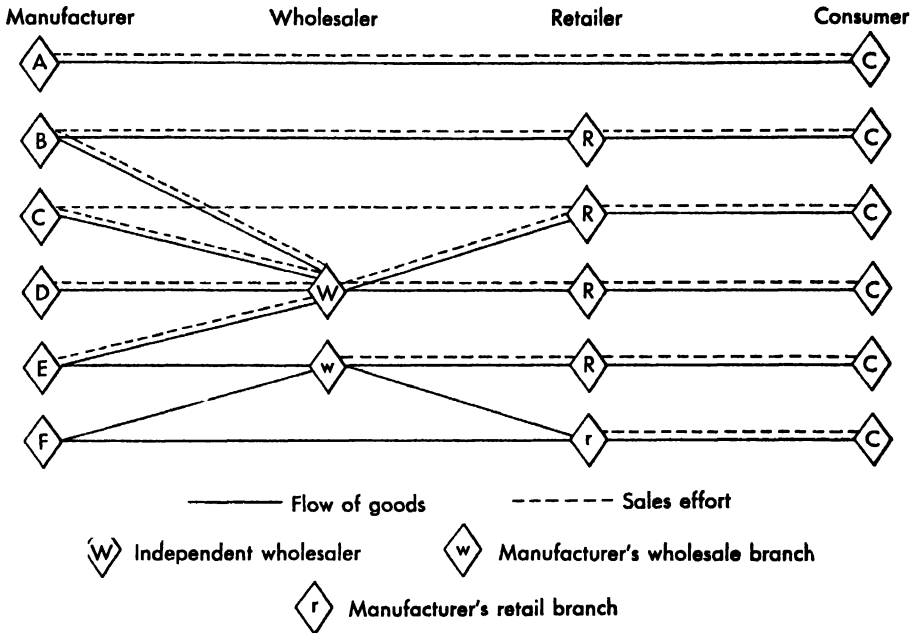 Manufacturer Wholesaler Retailer Consumer
A C
B R C
C R C
D W R C
E w R C
F r C
Flow of goods Sales effort
W Independent wholesaler w Manufacturer's wholesale branch
r Manufacturer's retail branch